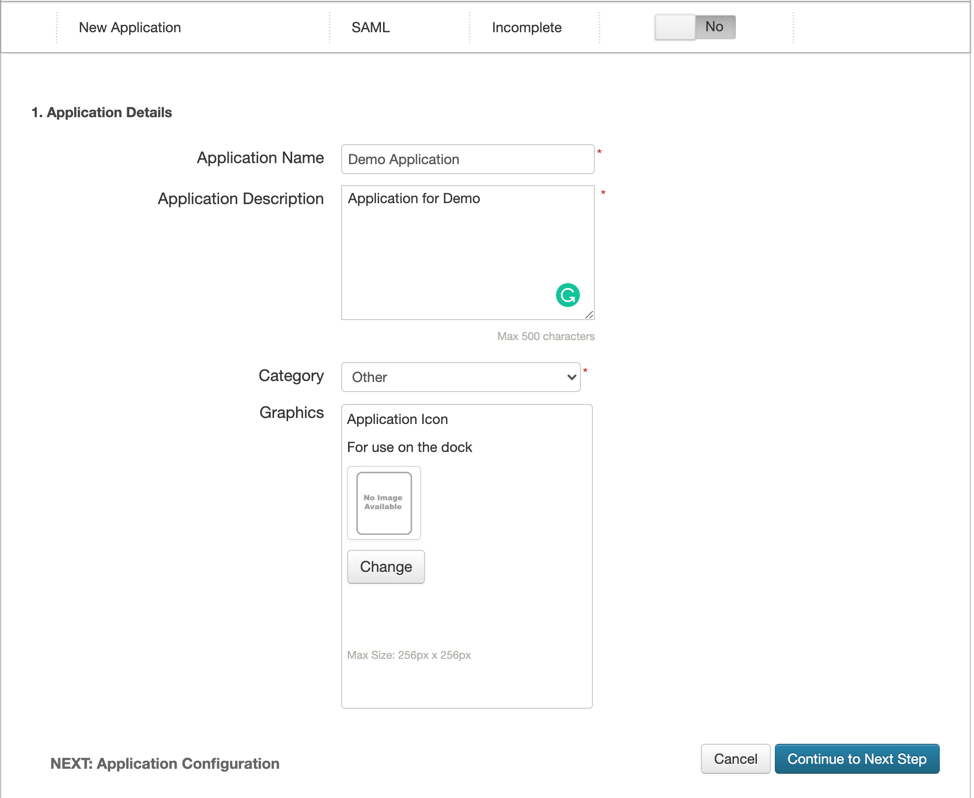 New Application SAML Incomplete No
1. Application Details
Application Name Demo Application *
Application Description Application for Demo *
Max 500 characters
Category Other *
Graphics Application Icon
For use on the dock
No Image
Available
Change
Max Size: 256px x 256px
NEXT: Application Configuration Cancel Continue to Next Step